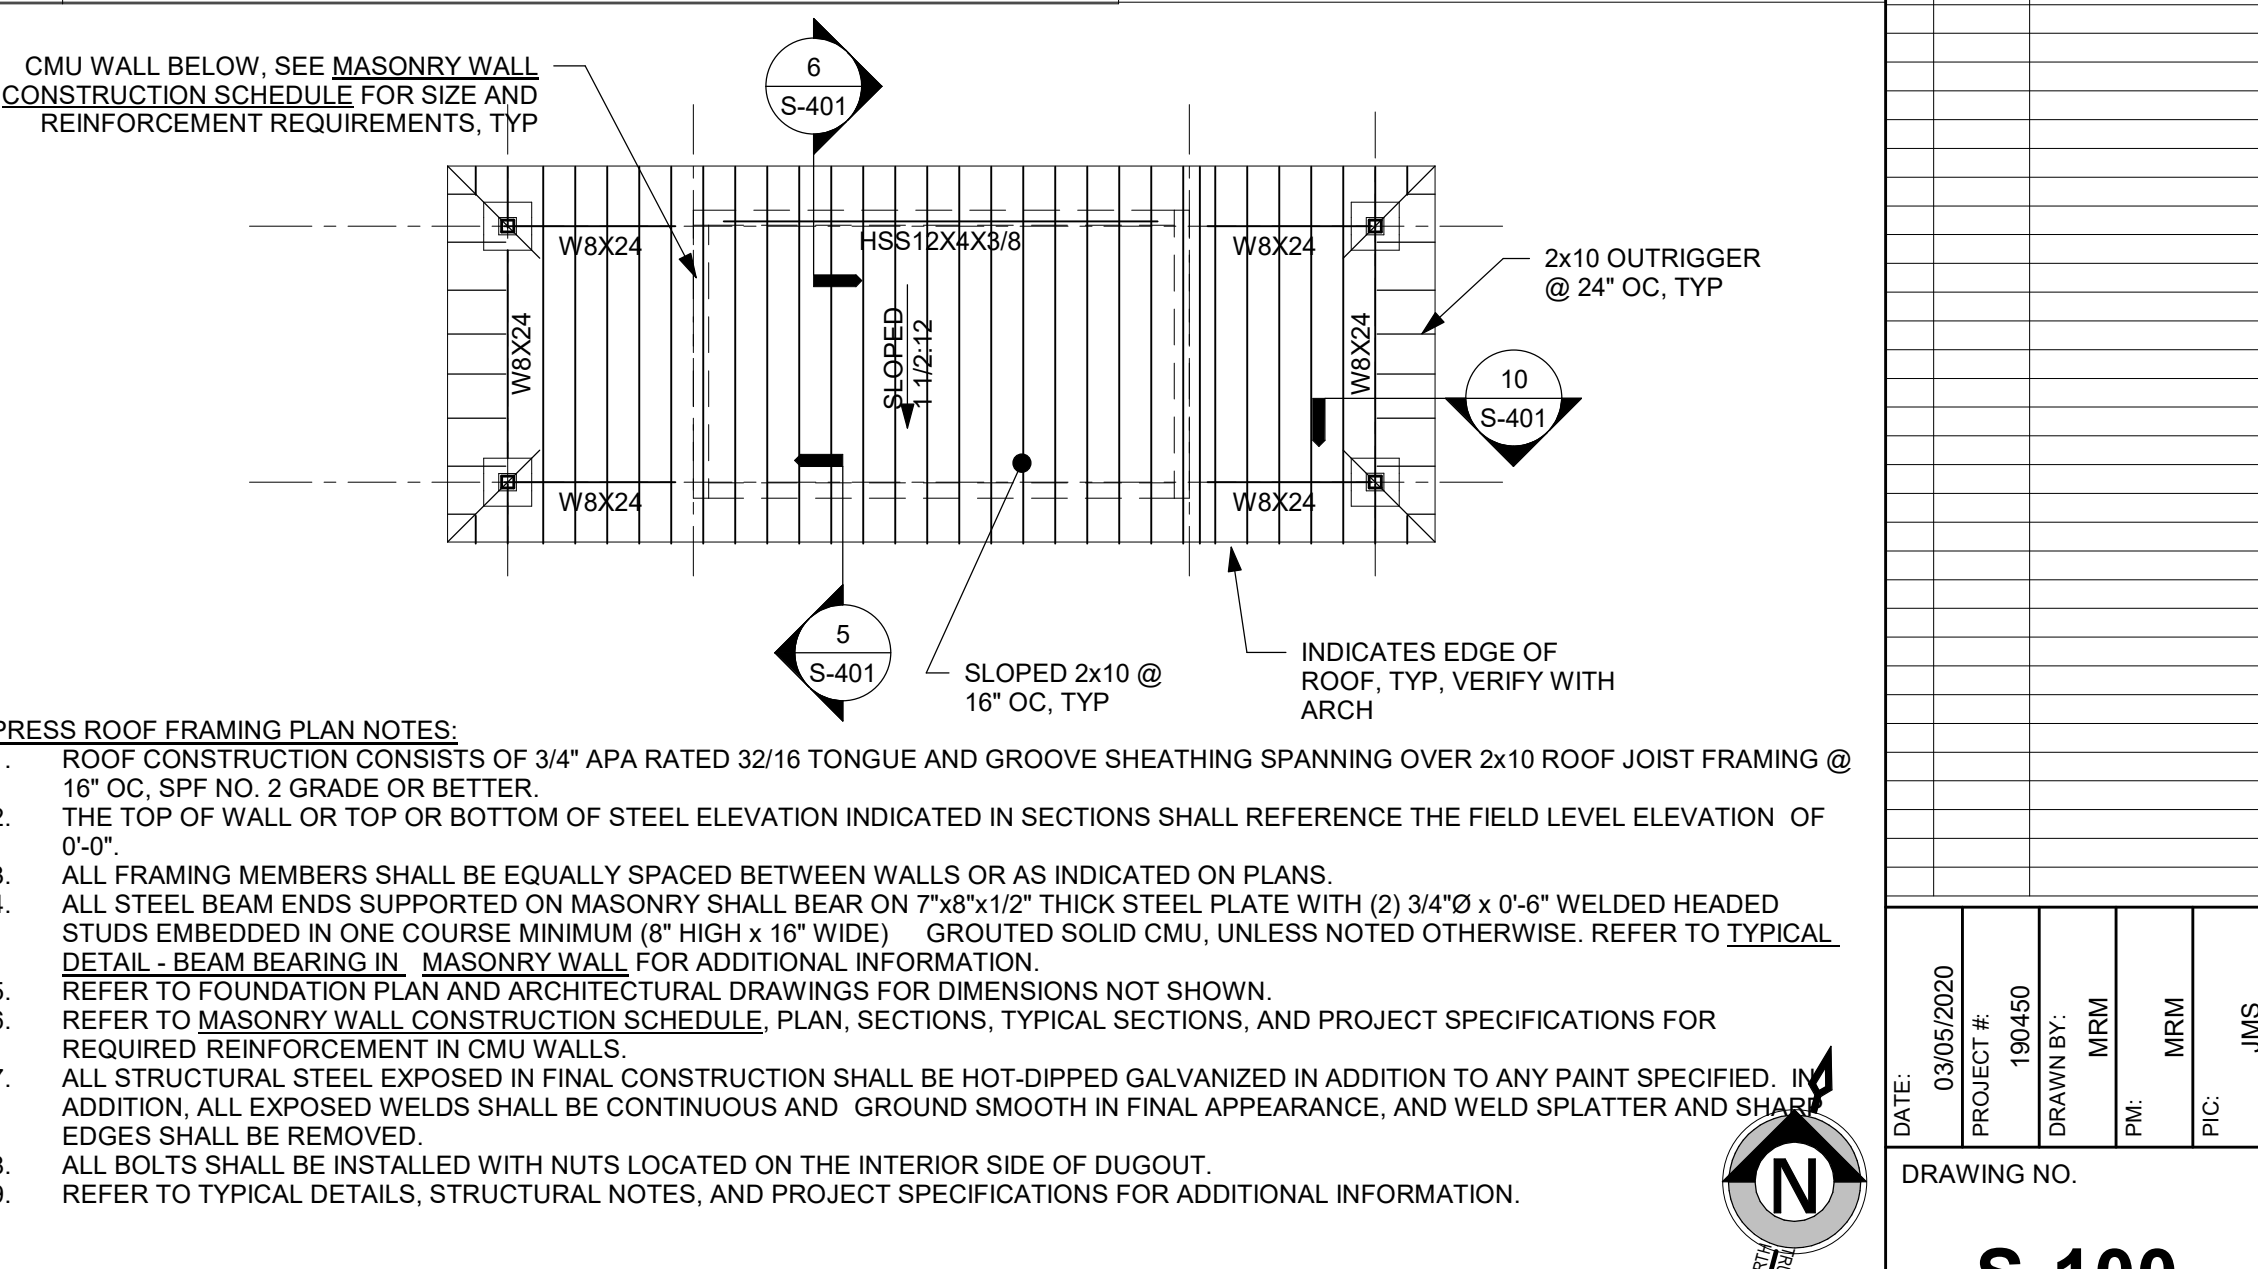 CMU WALL BELOW, SEE MASONRY WALL
CONSTRUCTION SCHEDULE FOR SIZE AND
REINFORCEMENT REQUIREMENTS, TYP
6
S-401
W8X24
HSS12X4X3/8
W8X24
2x10 OUTRIGGER
@ 24" OC, TYP
W8X24
SLOPED
1 1/2:12
W8X24
10
S-401
W8X24
W8X24
5
S-401
SLOPED 2x10 @
16" OC, TYP
INDICATES EDGE OF
ROOF, TYP, VERIFY WITH
ARCH
PRESS ROOF FRAMING PLAN NOTES:
. ROOF CONSTRUCTION CONSISTS OF 3/4" APA RATED 32/16 TONGUE AND GROOVE SHEATHING SPANNING OVER 2x10 ROOF JOIST FRAMING @
16" OC, SPF NO. 2 GRADE OR BETTER.
2. THE TOP OF WALL OR TOP OR BOTTOM OF STEEL ELEVATION INDICATED IN SECTIONS SHALL REFERENCE THE FIELD LEVEL ELEVATION OF
0'-0".
3. ALL FRAMING MEMBERS SHALL BE EQUALLY SPACED BETWEEN WALLS OR AS INDICATED ON PLANS.
4. ALL STEEL BEAM ENDS SUPPORTED ON MASONRY SHALL BEAR ON 7"x8"x1/2" THICK STEEL PLATE WITH (2) 3/4"Ø x 0'-6" WELDED HEADED
STUDS EMBEDDED IN ONE COURSE MINIMUM (8" HIGH x 16" WIDE) GROUTED SOLID CMU, UNLESS NOTED OTHERWISE. REFER TO TYPICAL
DETAIL - BEAM BEARING IN MASONRY WALL FOR ADDITIONAL INFORMATION.
5. REFER TO FOUNDATION PLAN AND ARCHITECTURAL DRAWINGS FOR DIMENSIONS NOT SHOWN.
6. REFER TO MASONRY WALL CONSTRUCTION SCHEDULE, PLAN, SECTIONS, TYPICAL SECTIONS, AND PROJECT SPECIFICATIONS FOR
REQUIRED REINFORCEMENT IN CMU WALLS.
7. ALL STRUCTURAL STEEL EXPOSED IN FINAL CONSTRUCTION SHALL BE HOT-DIPPED GALVANIZED IN ADDITION TO ANY PAINT SPECIFIED. IN
ADDITION, ALL EXPOSED WELDS SHALL BE CONTINUOUS AND GROUND SMOOTH IN FINAL APPEARANCE, AND WELD SPLATTER AND SHARP
EDGES SHALL BE REMOVED.
8. ALL BOLTS SHALL BE INSTALLED WITH NUTS LOCATED ON THE INTERIOR SIDE OF DUGOUT.
9. REFER TO TYPICAL DETAILS, STRUCTURAL NOTES, AND PROJECT SPECIFICATIONS FOR ADDITIONAL INFORMATION.
N
DATE:
03/05/2020
PROJECT #:
190450
DRAWN BY:
MRM
PM:
MRM
PIC:
JMS
DRAWING NO.
S-100